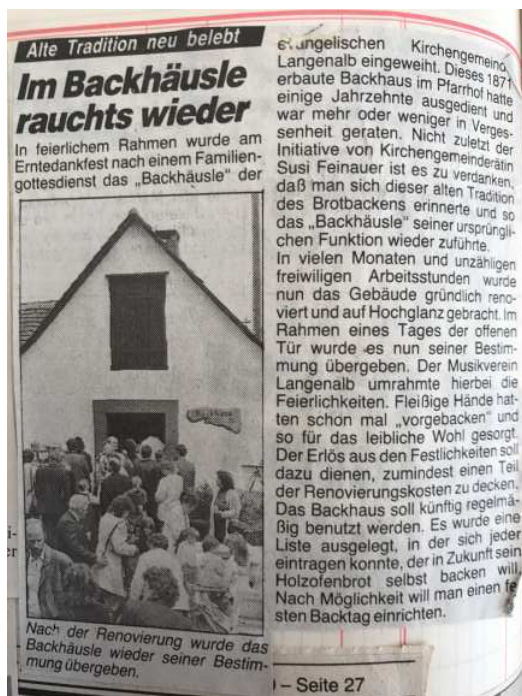 Alte Tradition neu belebt
Im Backhäusle
rauchts wieder
In feierlichem Rahmen wurde am
Erntedankfest nach einem Familien-
gottesdienst das „Backhäusle" der
evangelischen Kirchengemeind
Langenalb eingeweiht. Dieses 1871
erbaute Backhaus im Pfarrhof hatte
einige Jahrzehnte ausgedient und
war mehr oder weniger in Verges-
senheit geraten. Nicht zuletzt der
Initiative von Kirchengemeinderätin
Susi Feinauer ist es zu verdanken,
daß man sich dieser alten Tradition
des Brotbackens erinnerte und so
das „Backhäusle" seiner ursprüngli-
chen Funktion wieder zuführte.
In vielen Monaten und unzähligen
freiwiligen Arbeitsstunden wurde
nun das Gebäude gründlich reno-
viert und auf Hochglanz gebracht. Im
Rahmen eines Tages der offenen
Tür wurde es nun seiner Bestim-
mung übergeben. Der Musikverein
Langenalb umrahmte hierbei die
Feierlichkeiten. Fleißige Hände hat-
ten schon mal „vorgebacken" und
so für das leibliche Wohl gesorgt.
Der Erlös aus den Festlichkeiten soll
dazu dienen, zumindest einen Teil
der Renovierungskosten zu decken.
Das Backhaus soll künftig regelmä-
ßig benutzt werden. Es wurde eine
Liste ausgelegt, in der sich jeder
eintragen konnte, der in Zukunft sein
Holzofenbrot selbst backen will.
Nach Möglichkeit will man einen fe
sten Backtag einrichten.
Nach der Renovierung wurde das
Backhäusle wieder seiner Bestim-
mung übergeben.
– Seite 27